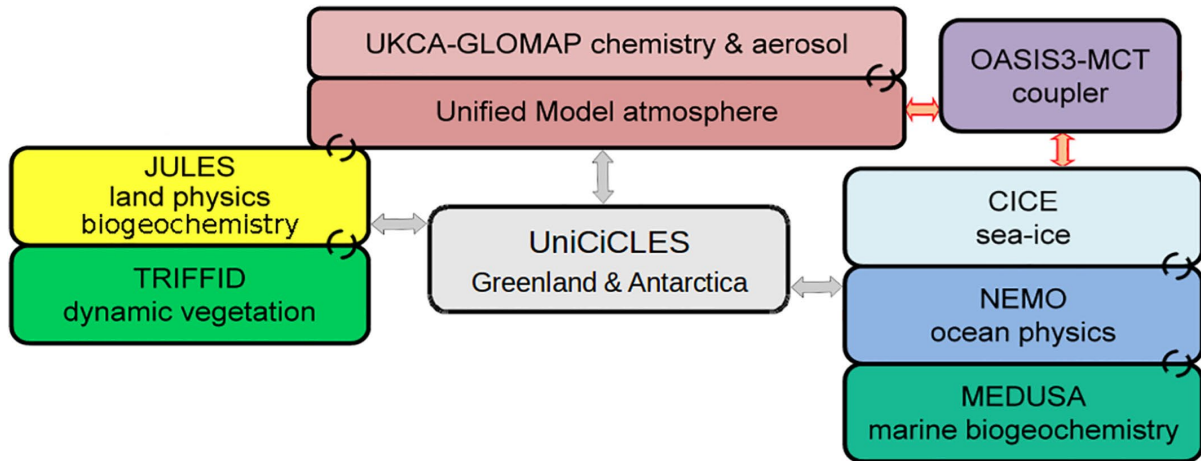 UKCA-GLOMAP chemistry & aerosol
Unified Model atmosphere
OASIS3-MCT
coupler
JULES
land physics
biogeochemistry
TRIFFID
dynamic vegetation
UniCiCLES
Greenland & Antarctica
CICE
sea-ice
NEMO
ocean physics
MEDUSA
marine biogeochemistry